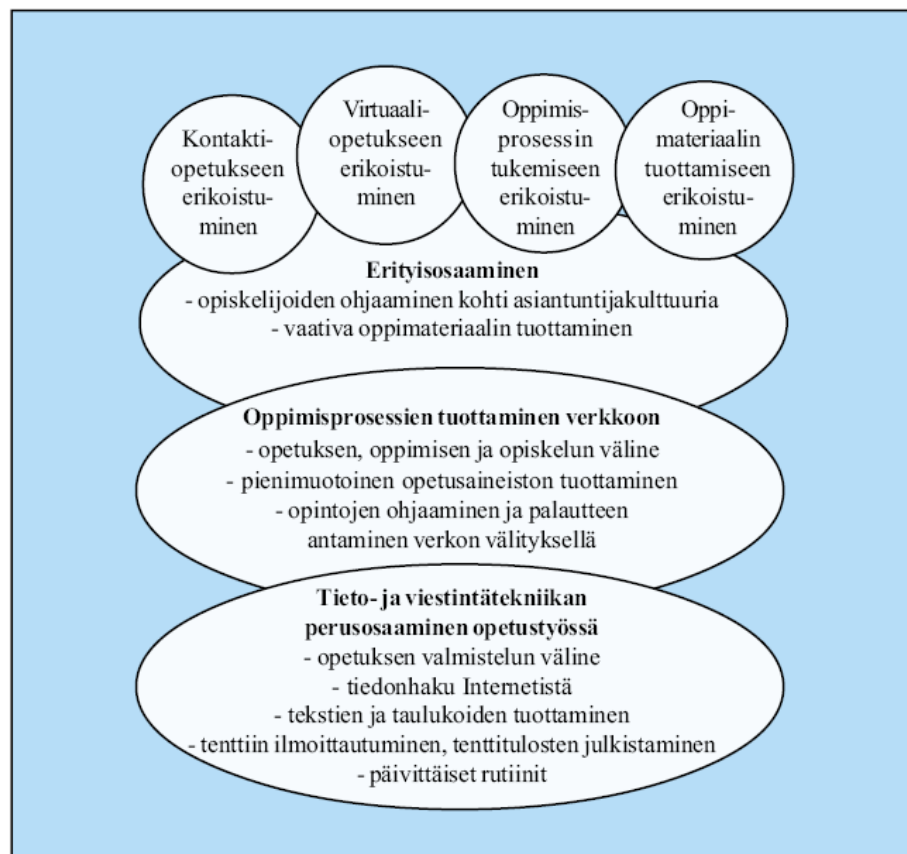 Kontakti-
opetukseen
erikoistu-
minen
Virtuaali-
opetukseen
erikoistu-
minen
Oppimis-
prosessin
tukemiseen
erikoistu-
minen
Oppi-
materiaalin
tuottamiseen
erikoistu-
minen
Erityisosaaminen
- opiskelijoiden ohjaaminen kohti asiantuntijakulttuuria
- vaativa oppimateriaalin tuottaminen
Oppimisprosessien tuottaminen verkkoon
- opetuksen, oppimisen ja opiskelun väline
- pienimuotoinen opetusaineiston tuottaminen
- opintojen ohjaaminen ja palautteen
antaminen verkon välityksellä
Tieto- ja viestintätekniikan
perusosaaminen opetustyössä
- opetuksen valmistelun väline
- tiedonhaku Internetistä
- tekstien ja taulukoiden tuottaminen
- tenttiin ilmoittautuminen, tenttitulosten julkistaminen
- päivittäiset rutiinit